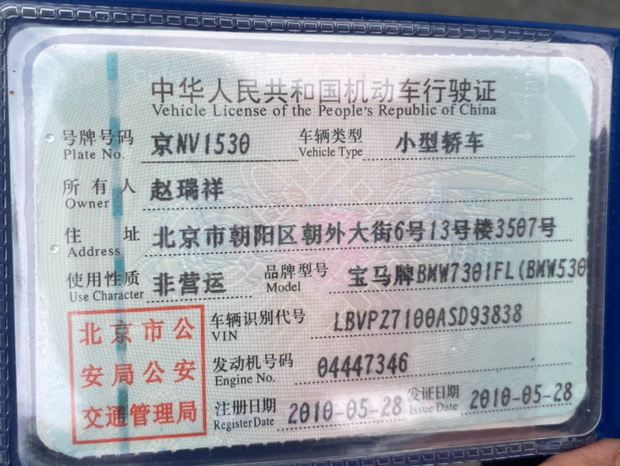 中华人民共和国机动车行驶证
Vehicle License of the People's Republic of China
号牌号码 京NV1530 车辆类型 小型轿车
Plate No. Vehicle Type
所有人 赵瑞祥
Owner
住址 北京市朝阳区朝外大街6号13号楼3507号
Address
使用性质 非营运 品牌型号 宝马牌BMW7301FL(BMW530
Use Character Model
北京市公
安局公安
交通管理局
车辆识别代号 LBVPZ7100ASD93838
VIN
发动机号码 04447346
Engine No.
注册日期 2010-05-28 发证日期 2010-05-28
Register Date Issue Date